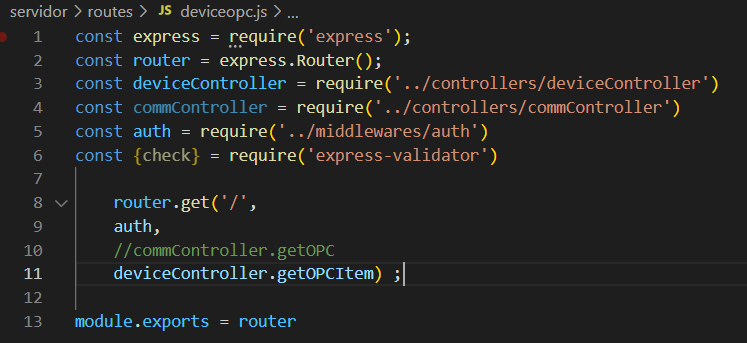 servidor > routes > JS deviceopc.js > ...
1 const express = require('express');
2 const router = express.Router();
3 const deviceController = require('../controllers/deviceController')
4 const commController = require('../controllers/commController')
5 const auth = require('../middlewares/auth')
6 const {check} = require('express-validator')
7
8 router.get('/',
9 auth,
10 //commController.getOPC
11 deviceController.getOPCItem) ;
12
13 module.exports = router